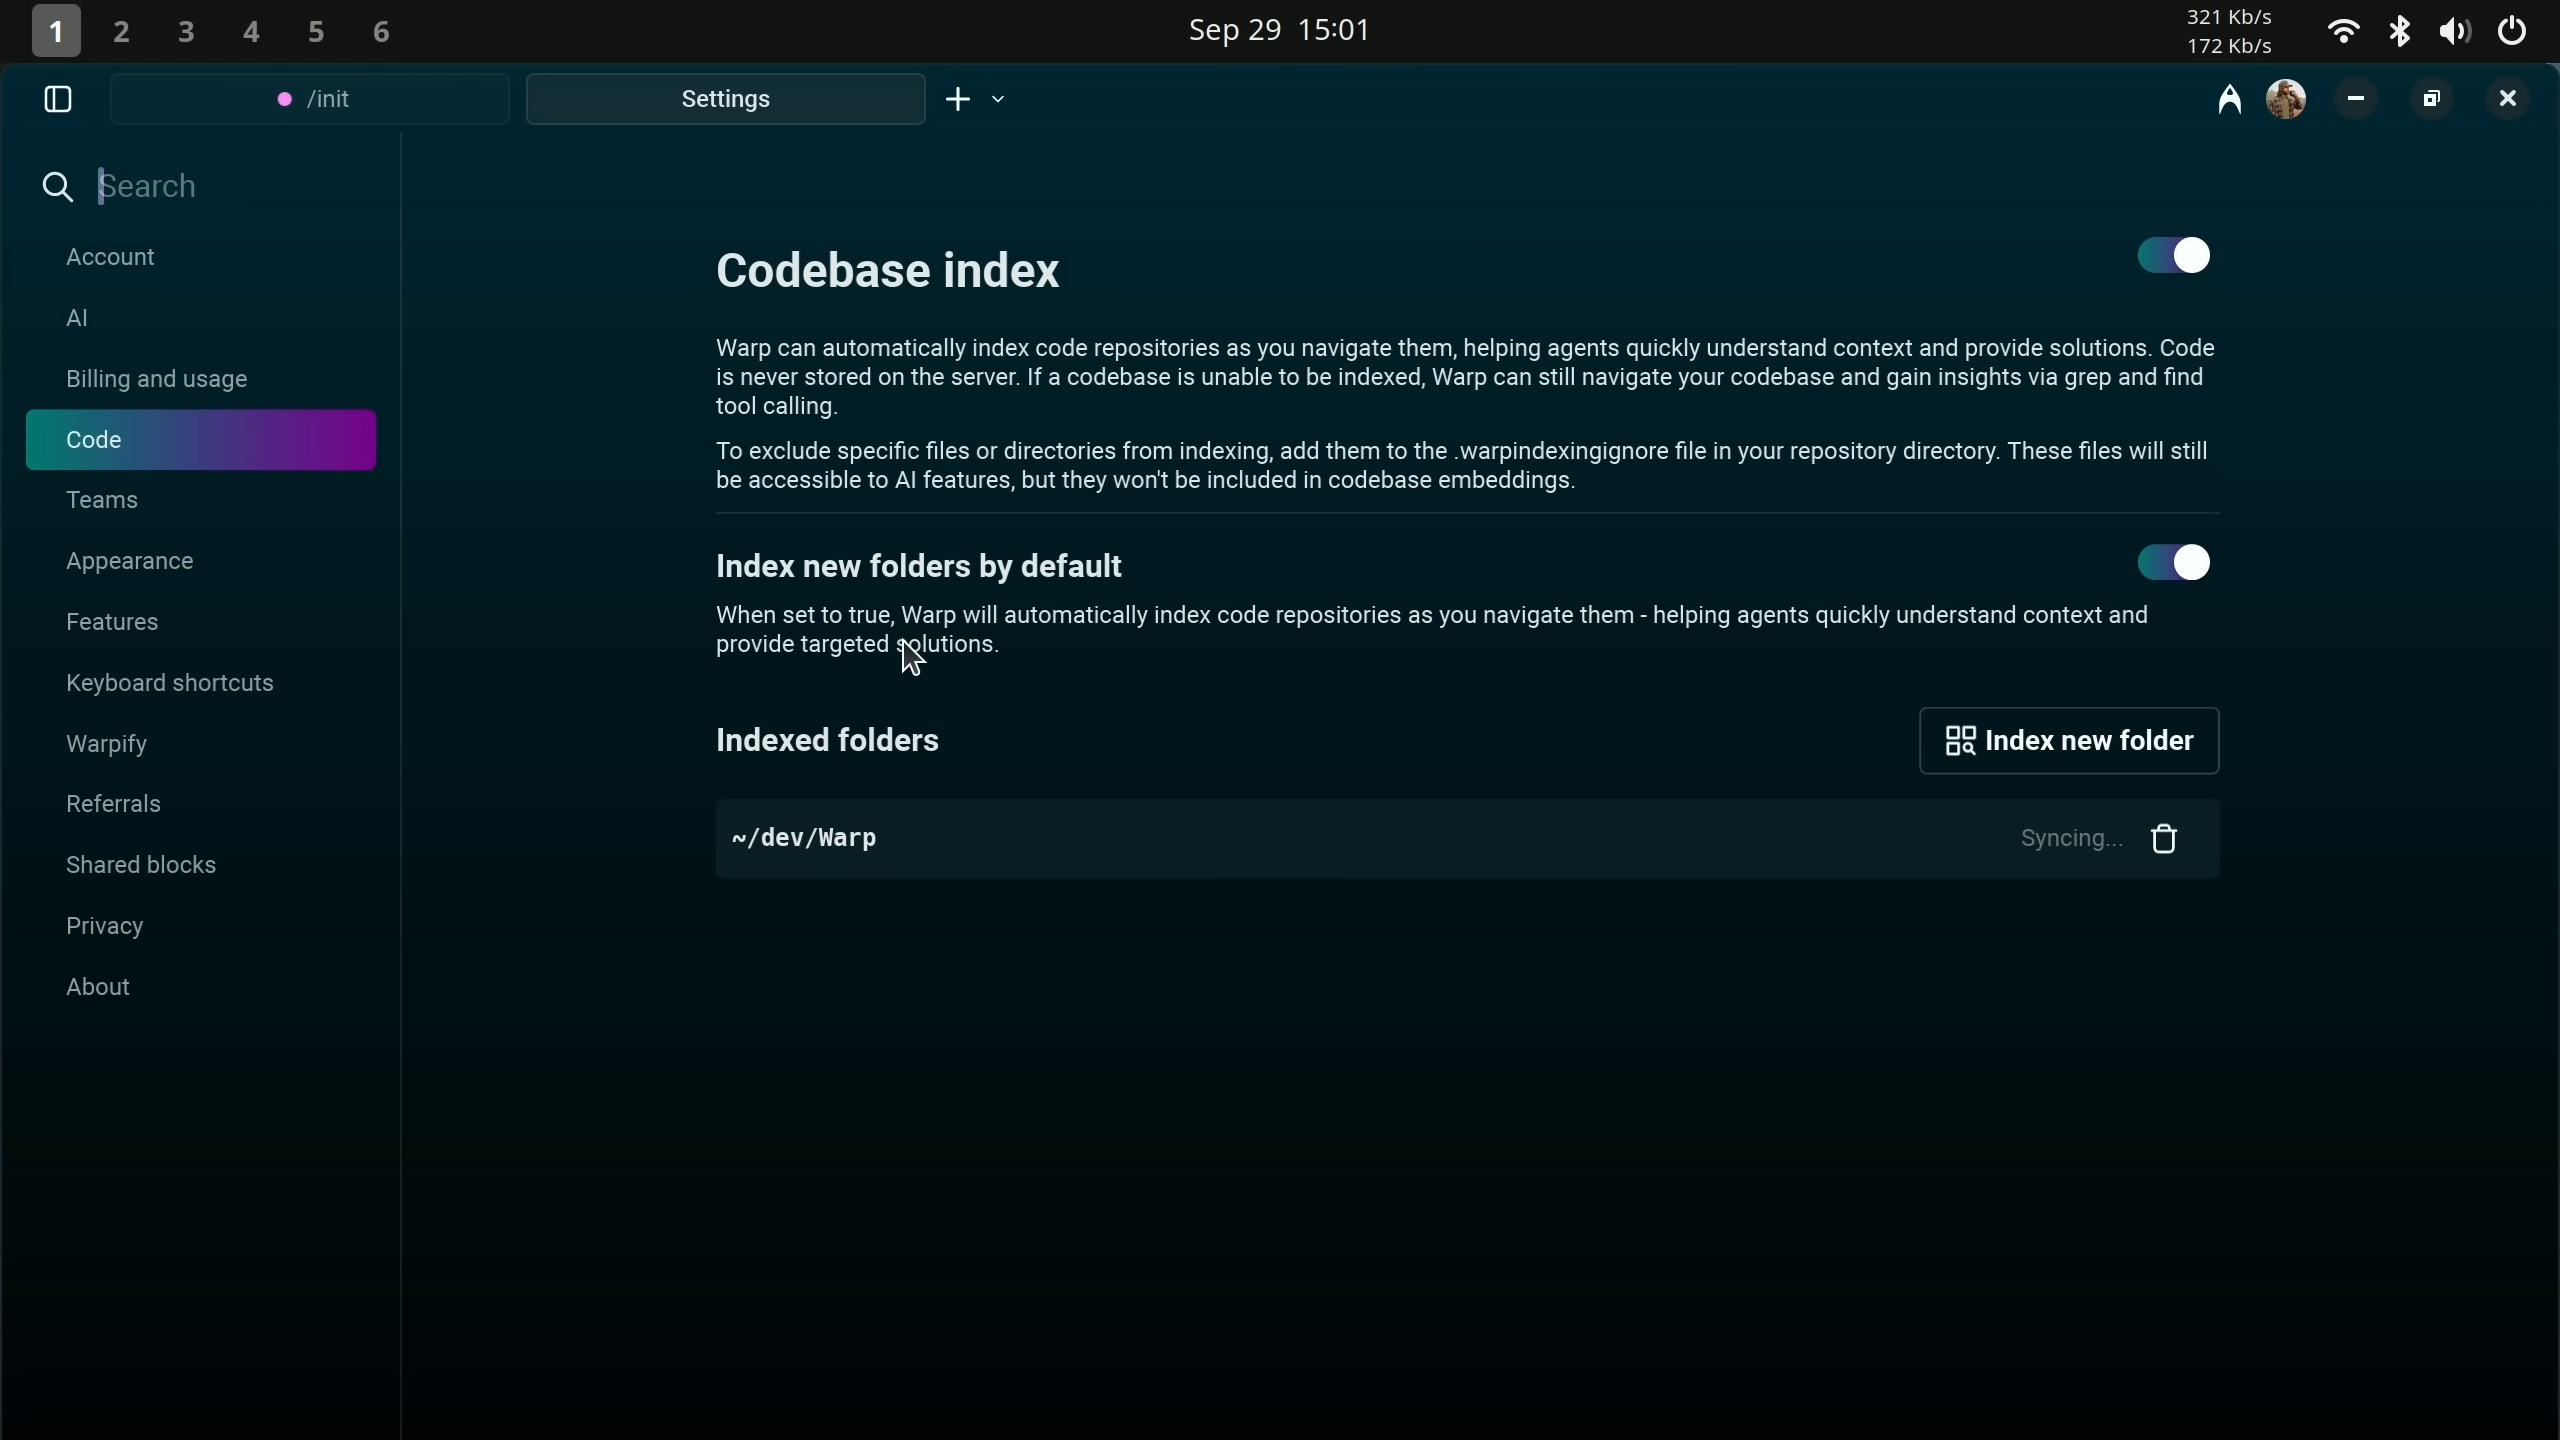 1 2 3 4 5 6
Sep 29 15:01
321 Kb/s
172 Kb/s
/init
Settings
Search
Account
AI
Billing and usage
Code
Teams
Appearance
Features
Keyboard shortcuts
Warpify
Referrals
Shared blocks
Privacy
About
Codebase index
Warp can automatically index code repositories as you navigate them, helping agents quickly understand context and provide solutions. Code
is never stored on the server. If a codebase is unable to be indexed, Warp can still navigate your codebase and gain insights via grep and find
tool calling.
To exclude specific files or directories from indexing, add them to the .warpindexingignore file in your repository directory. These files will still
be accessible to AI features, but they won't be included in codebase embeddings.
Index new folders by default
When set to true, Warp will automatically index code repositories as you navigate them - helping agents quickly understand context and
provide targeted solutions.
Indexed folders
Index new folder
~/dev/Warp
Syncing...